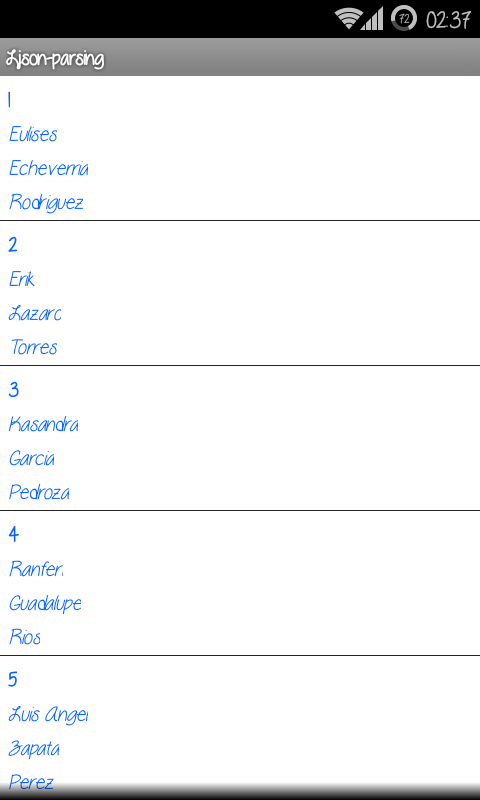 72 02:37
Ljson-parsing
1
Eulises
Echeverria
Rodriguez
2
Erik
Lazaro
Torres
3
Kasandra
Garcia
Pedroza
4
Ranferi
Guadalupe
Rios
5
Luis Angel
Zapata
Perez